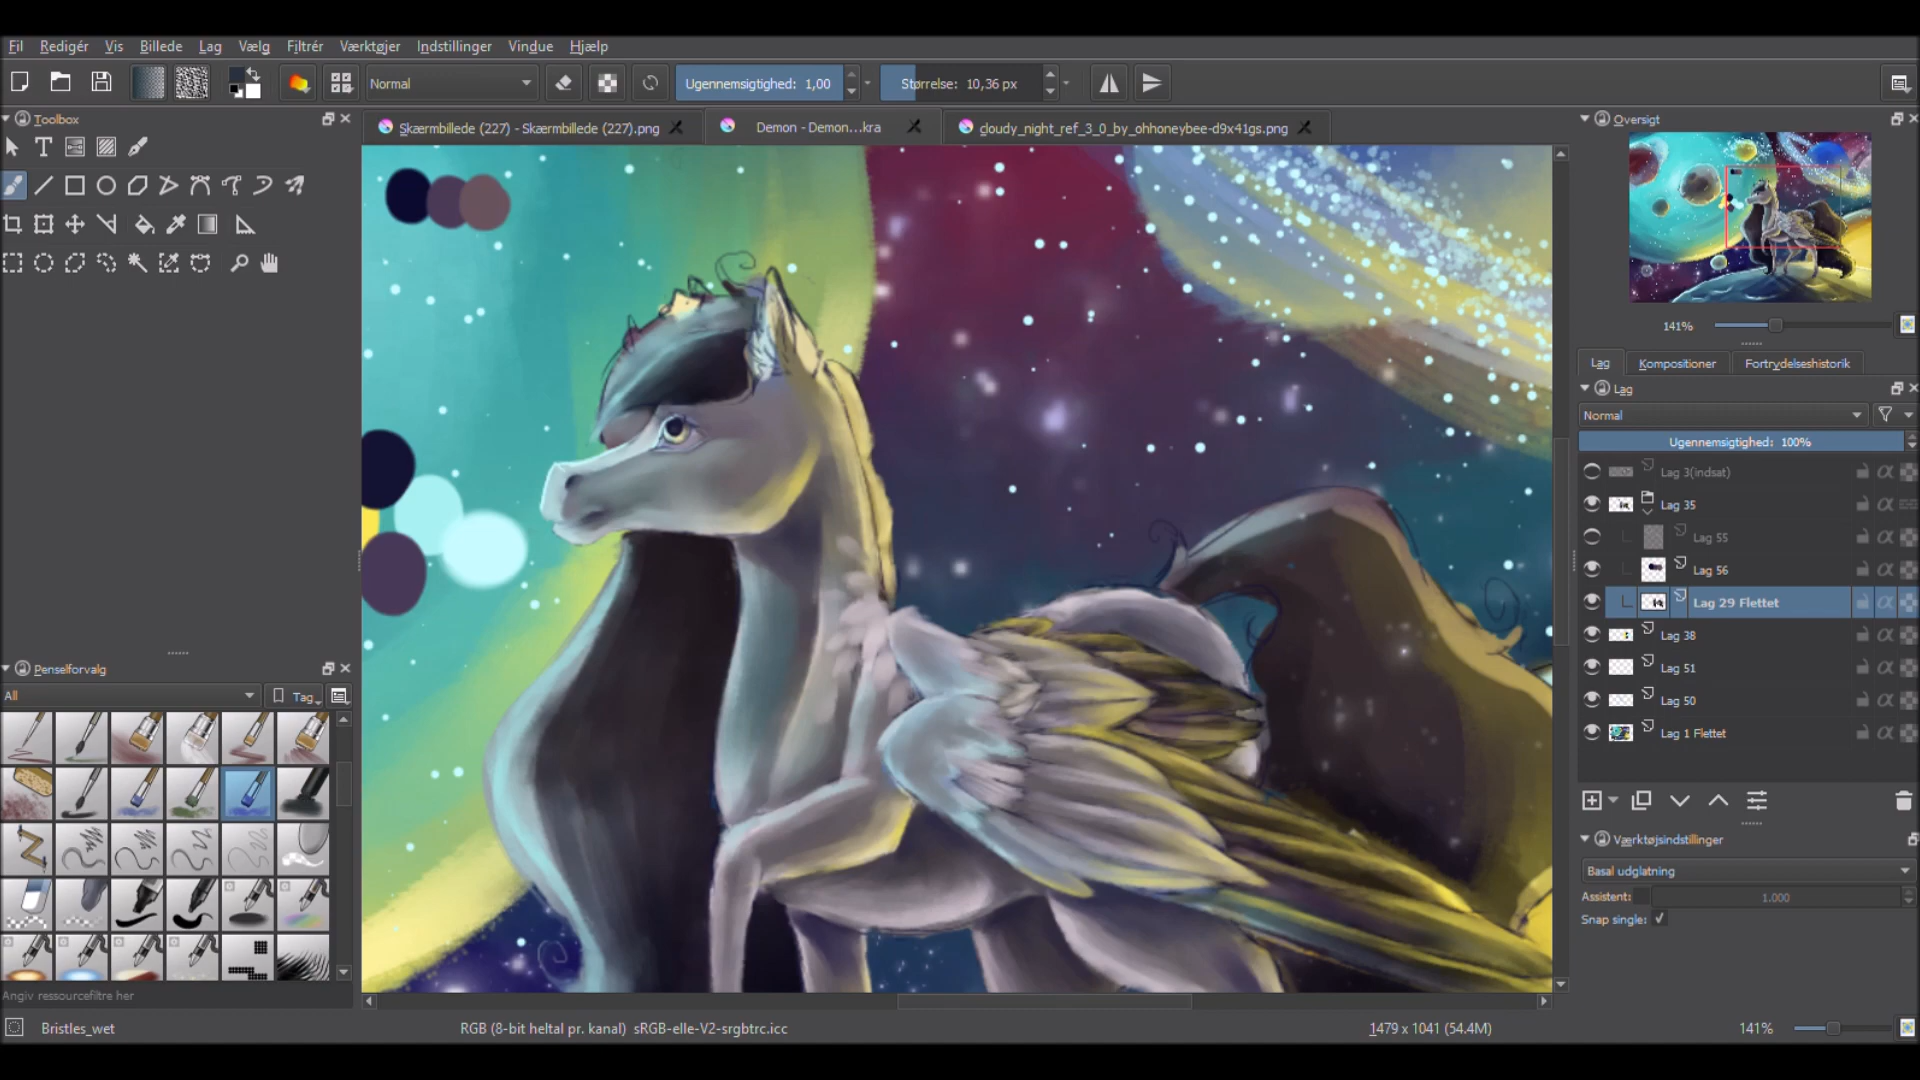 Fil Redigér Vis Billede Lag Vælg Filtrér Værktøjer Indstillinger Vindue Hjælp
Normal Ugennemsigtighed: 1,00 Størrelse: 10,36 px
Toolbox
Skærmbillede (227) - Skærmbillede (227).png
Demon - Demon...kra
cloudy_night_ref_3_0_by_ohhoneybee-d9x41gs.png
Oversigt
141%
Lag Kompositioner Fortrydelseshistorik
Lag
Normal
Ugennemsigtighed: 100%
Lag 3(indsat)
Lag 35
Lag 55
Lag 56
Lag 29 Flettet
Lag 38
Lag 51
Lag 50
Lag 1 Flettet
Værktøjsindstillinger
Basal udglatning
Assistent: 1.000
Snap single:
Penselforvalg
All Tag
Angiv ressourcefiltre her
Bristles_wet
RGB (8-bit heltal pr. kanal) sRGB-elle-V2-srgbtrc.icc
1479 x 1041 (54.4M)
141%